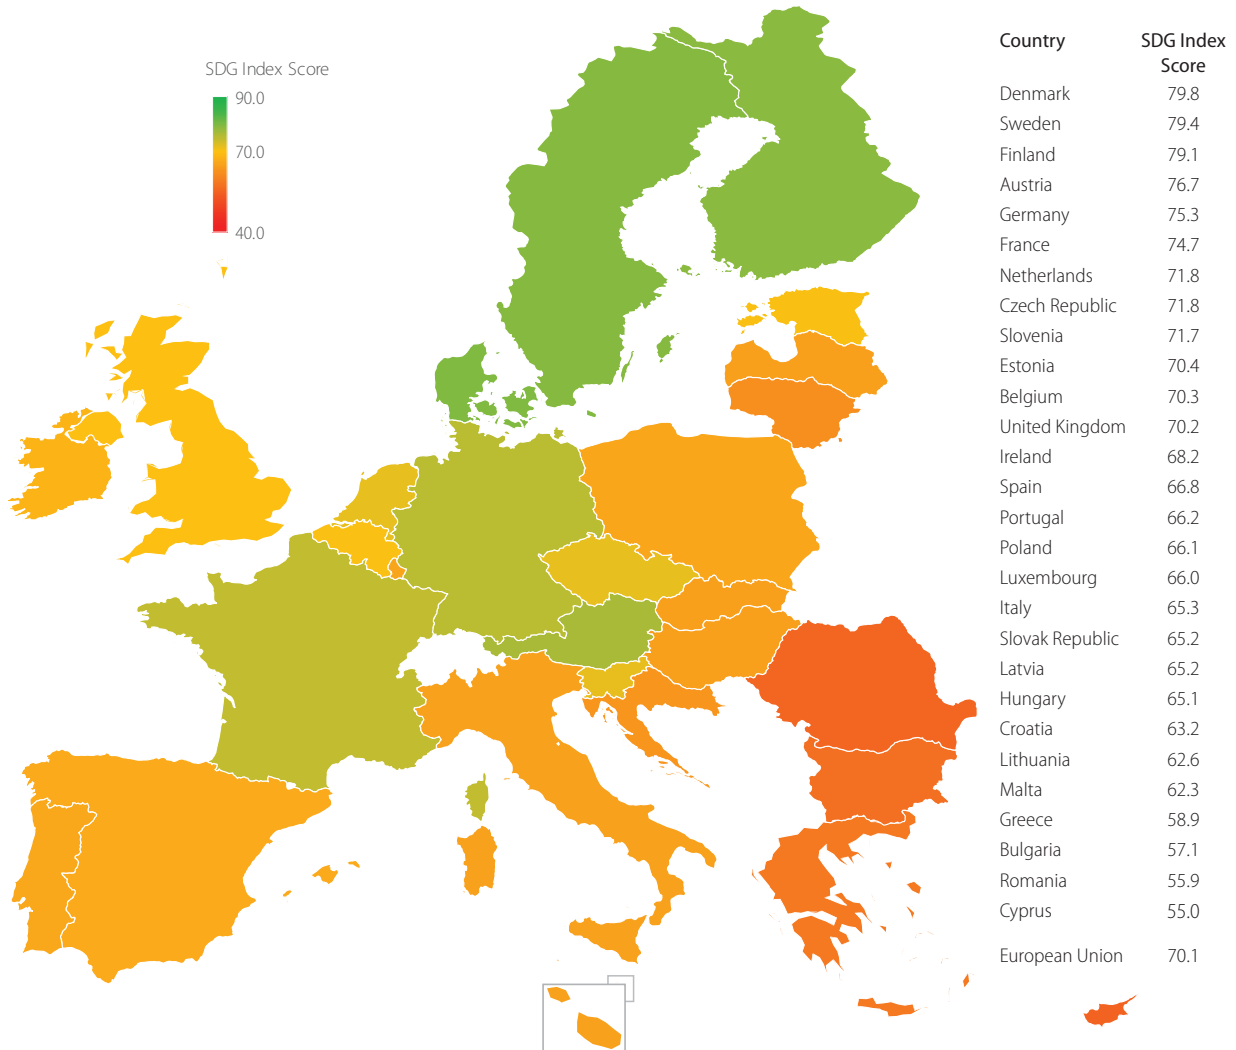 SDG Index Score
90.0
70.0
40.0
Country SDG Index
Score
Denmark 79.8
Sweden 79.4
Finland 79.1
Austria 76.7
Germany 75.3
France 74.7
Netherlands 71.8
Czech Republic 71.8
Slovenia 71.7
Estonia 70.4
Belgium 70.3
United Kingdom 70.2
Ireland 68.2
Spain 66.8
Portugal 66.2
Poland 66.1
Luxembourg 66.0
Italy 65.3
Slovak Republic 65.2
Latvia 65.2
Hungary 65.1
Croatia 63.2
Lithuania 62.6
Malta 62.3
Greece 58.9
Bulgaria 57.1
Romania 55.9
Cyprus 55.0
European Union 70.1